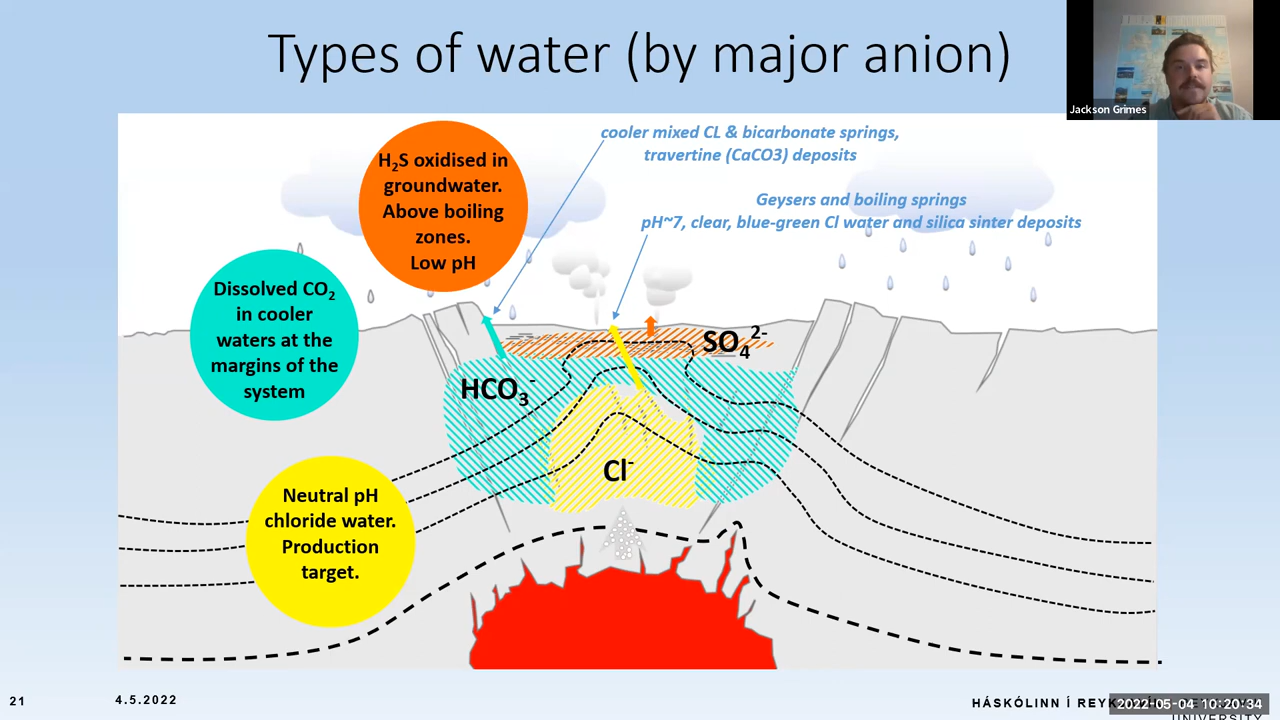 Types of water (by major anion)
Jackson Grimes
cooler mixed CL & bicarbonate springs,
travertine (CaCO3) deposits
H₂S oxidised in
groundwater.
Above boiling
zones.
Low pH
Geysers and boiling springs
pH~7, clear, blue-green Cl water and silica sinter deposits
Dissolved CO₂
in cooler
waters at the
margins of the
system
SO₄²⁻
HCO₃⁻
Cl⁻
Neutral pH
chloride water.
Production
target.
21
4.5.2022
HÁSKÓLINN Í
2022-05-04 10:20:34
UNIVERSITY